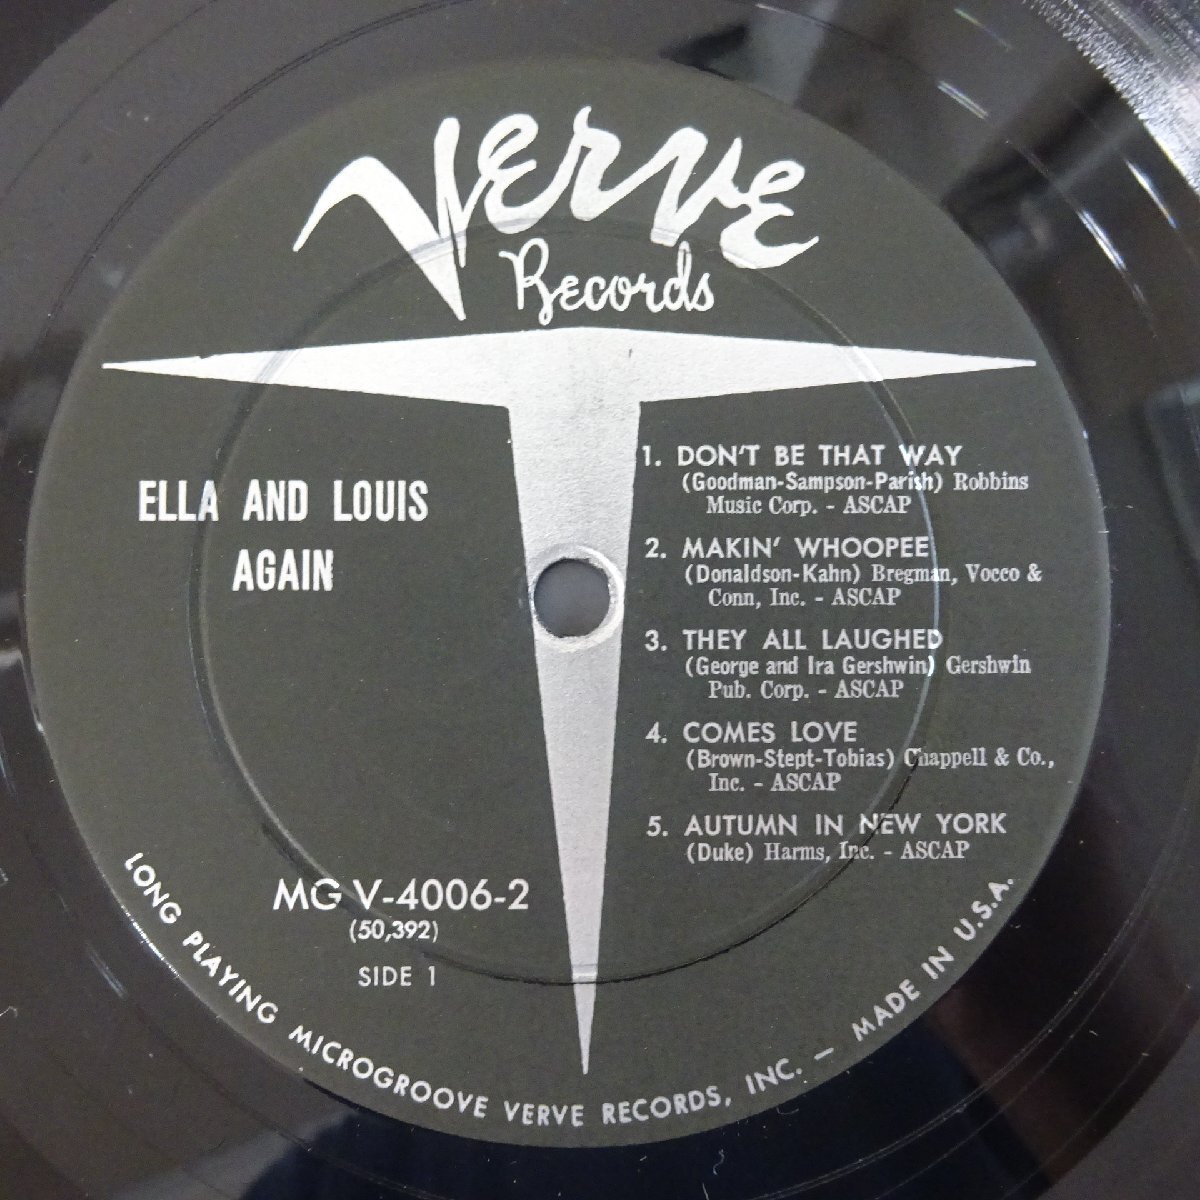 Verve
Records
ELLA AND LOUIS
AGAIN
1. DON'T BE THAT WAY
(Goodman-Sampson-Parish) Robbins
Music Corp. - ASCAP
2. MAKIN' WHOOPEE
(Donaldson-Kahn) Bregman, Vocco &
Conn, Inc. - ASCAP
3. THEY ALL LAUGHED
(George and Ira Gershwin) Gershwin
Pub. Corp. - ASCAP
4. COMES LOVE
(Brown-Stept-Tobias) Chappell & Co.,
Inc. - ASCAP
5. AUTUMN IN NEW YORK
(Duke) Harms, Inc. - ASCAP
MG V-4006-2
(50,392)
SIDE 1
LONG PLAYING MICROGROOVE VERVE RECORDS, INC. — MADE IN U.S.A.